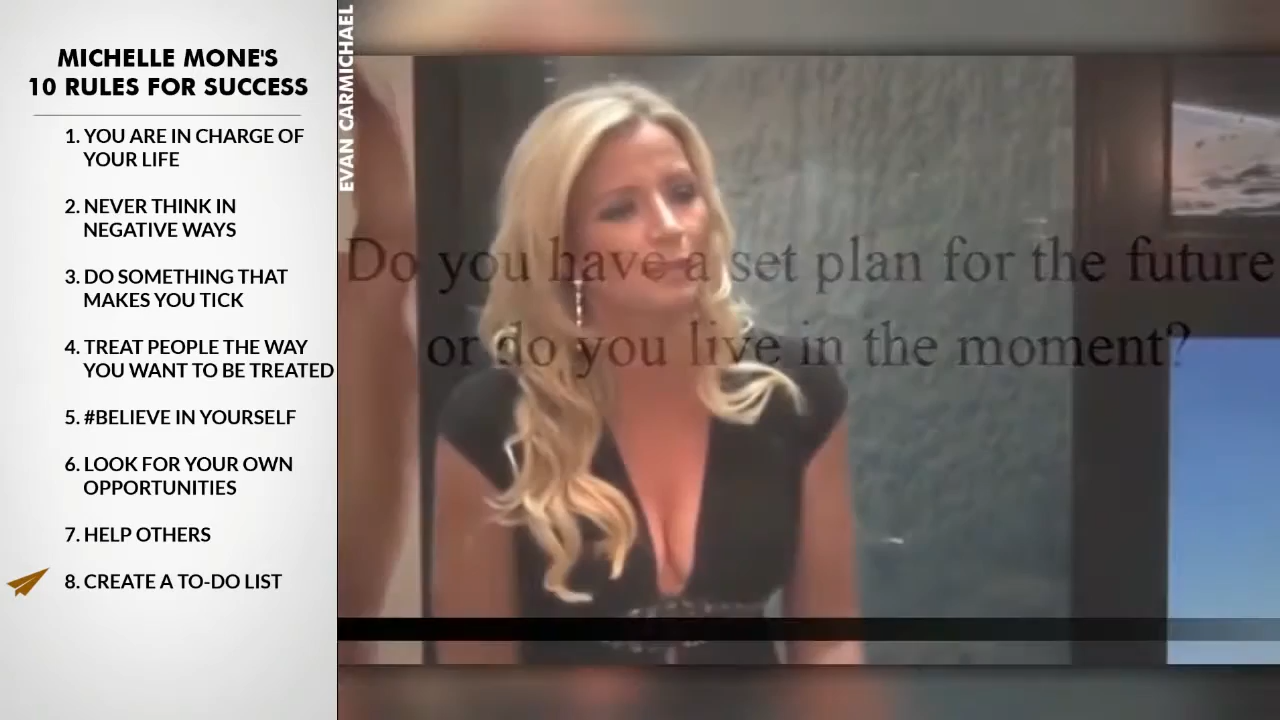 MICHELLE MONE'S
10 RULES FOR SUCCESS
1. YOU ARE IN CHARGE OF
YOUR LIFE
2. NEVER THINK IN
NEGATIVE WAYS
3. DO SOMETHING THAT
MAKES YOU TICK
4. TREAT PEOPLE THE WAY
YOU WANT TO BE TREATED
5. #BELIEVE IN YOURSELF
6. LOOK FOR YOUR OWN
OPPORTUNITIES
7. HELP OTHERS
8. CREATE A TO-DO LIST
EVAN CARMICHAEL
Do you have a set plan for the future
or do you live in the moment?